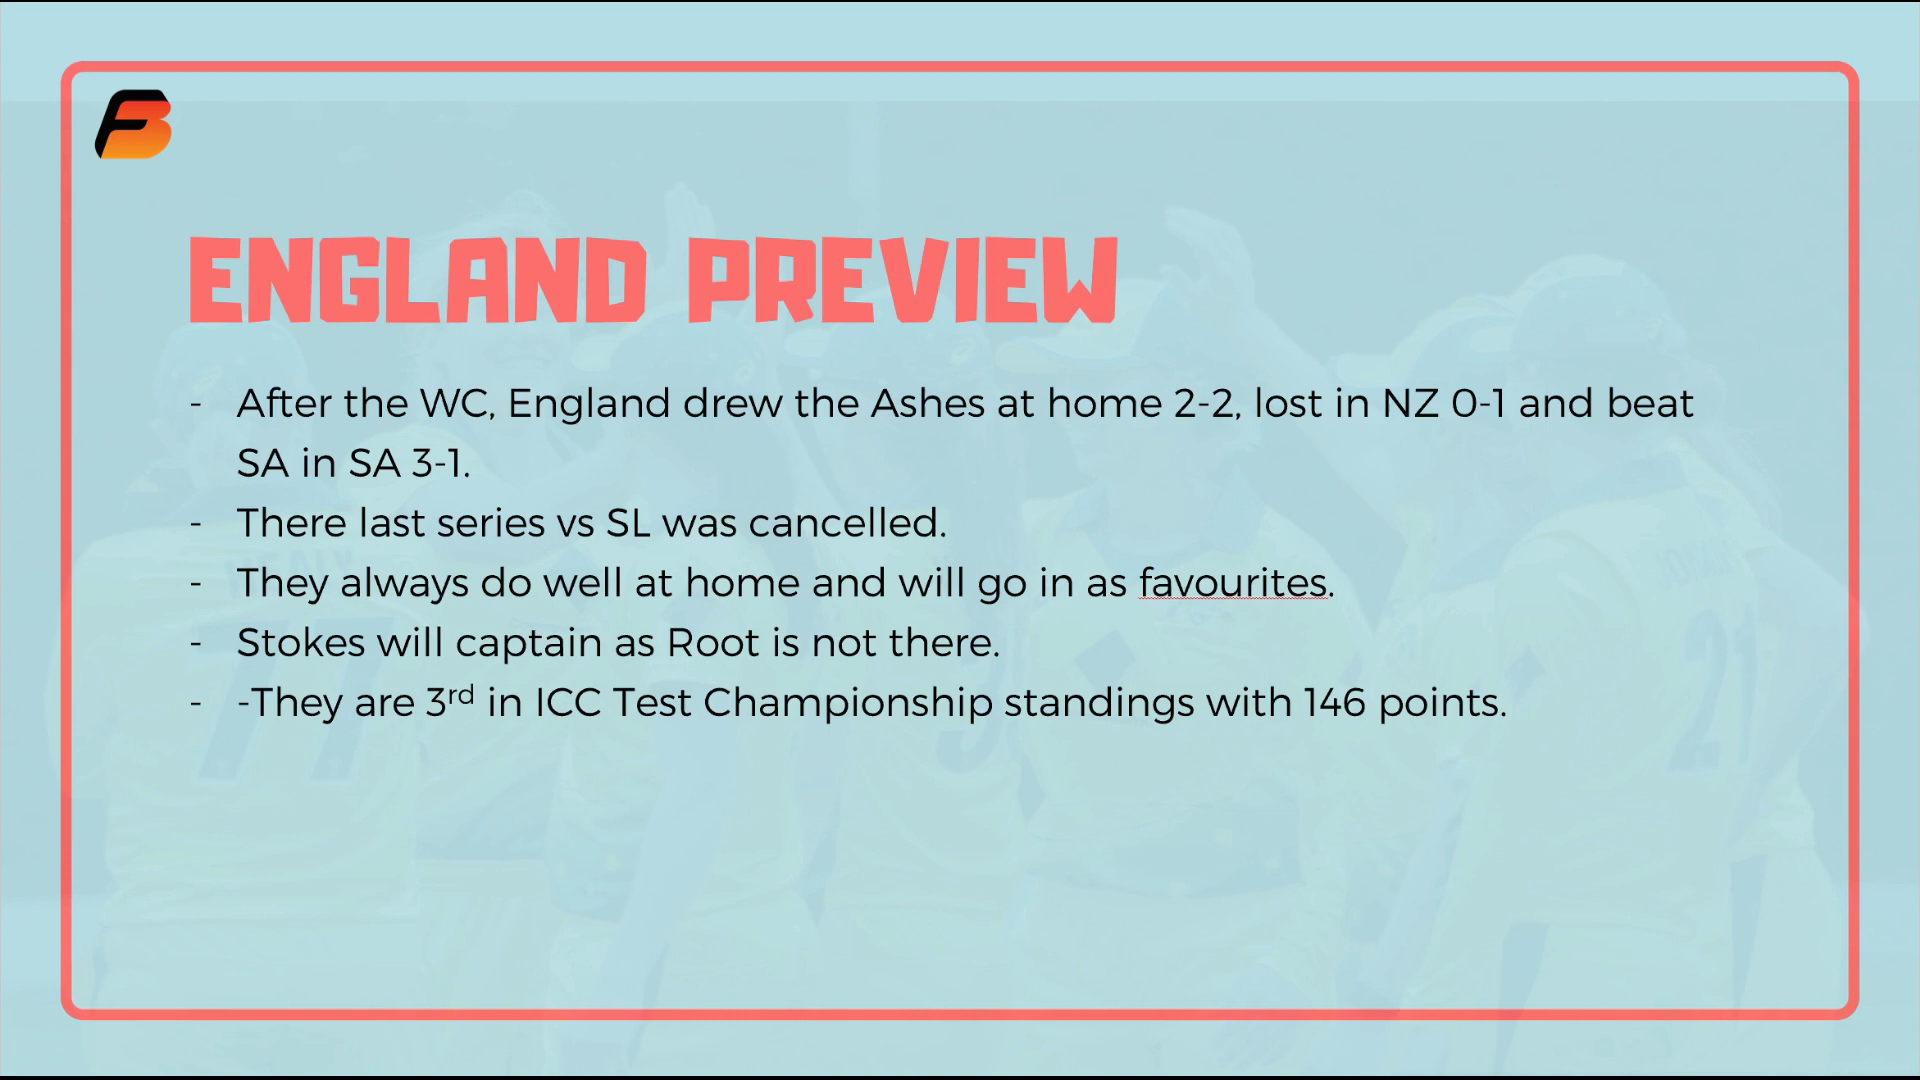 ENGLAND PREVIEW
- After the WC, England drew the Ashes at home 2-2, lost in NZ 0-1 and beat
SA in SA 3-1.
- There last series vs SL was cancelled.
- They always do well at home and will go in as favourites.
- Stokes will captain as Root is not there.
- -They are 3rd in ICC Test Championship standings with 146 points.
77
21